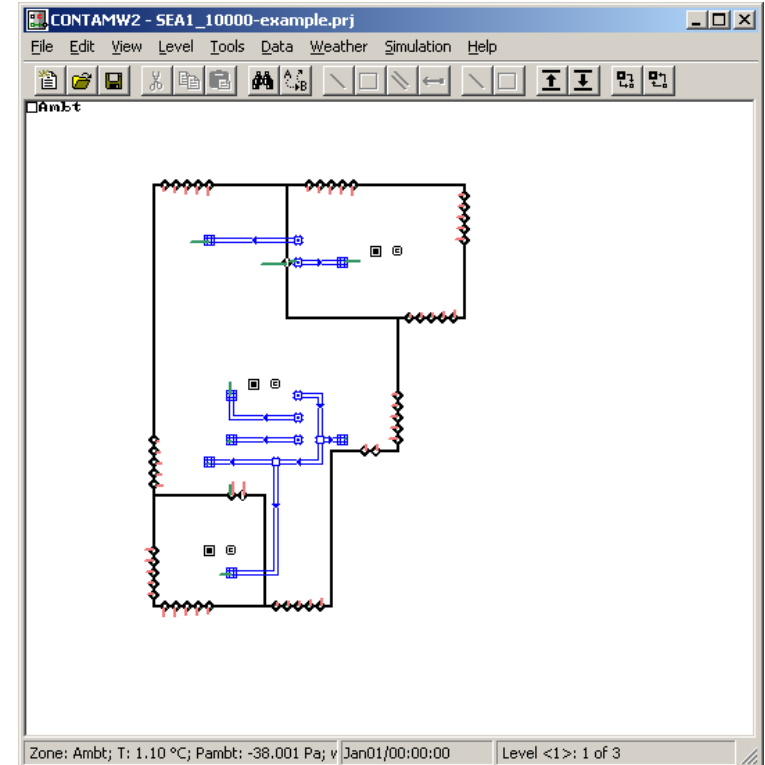 CONTAMW2 - SEA1_10000-example.prj
File Edit View Level Tools Data Weather Simulation Help
Ambt
Zone: Ambt; T: 1.10 °C; Pambt: -38.001 Pa; v Jan01/00:00:00 Level <1>: 1 of 3